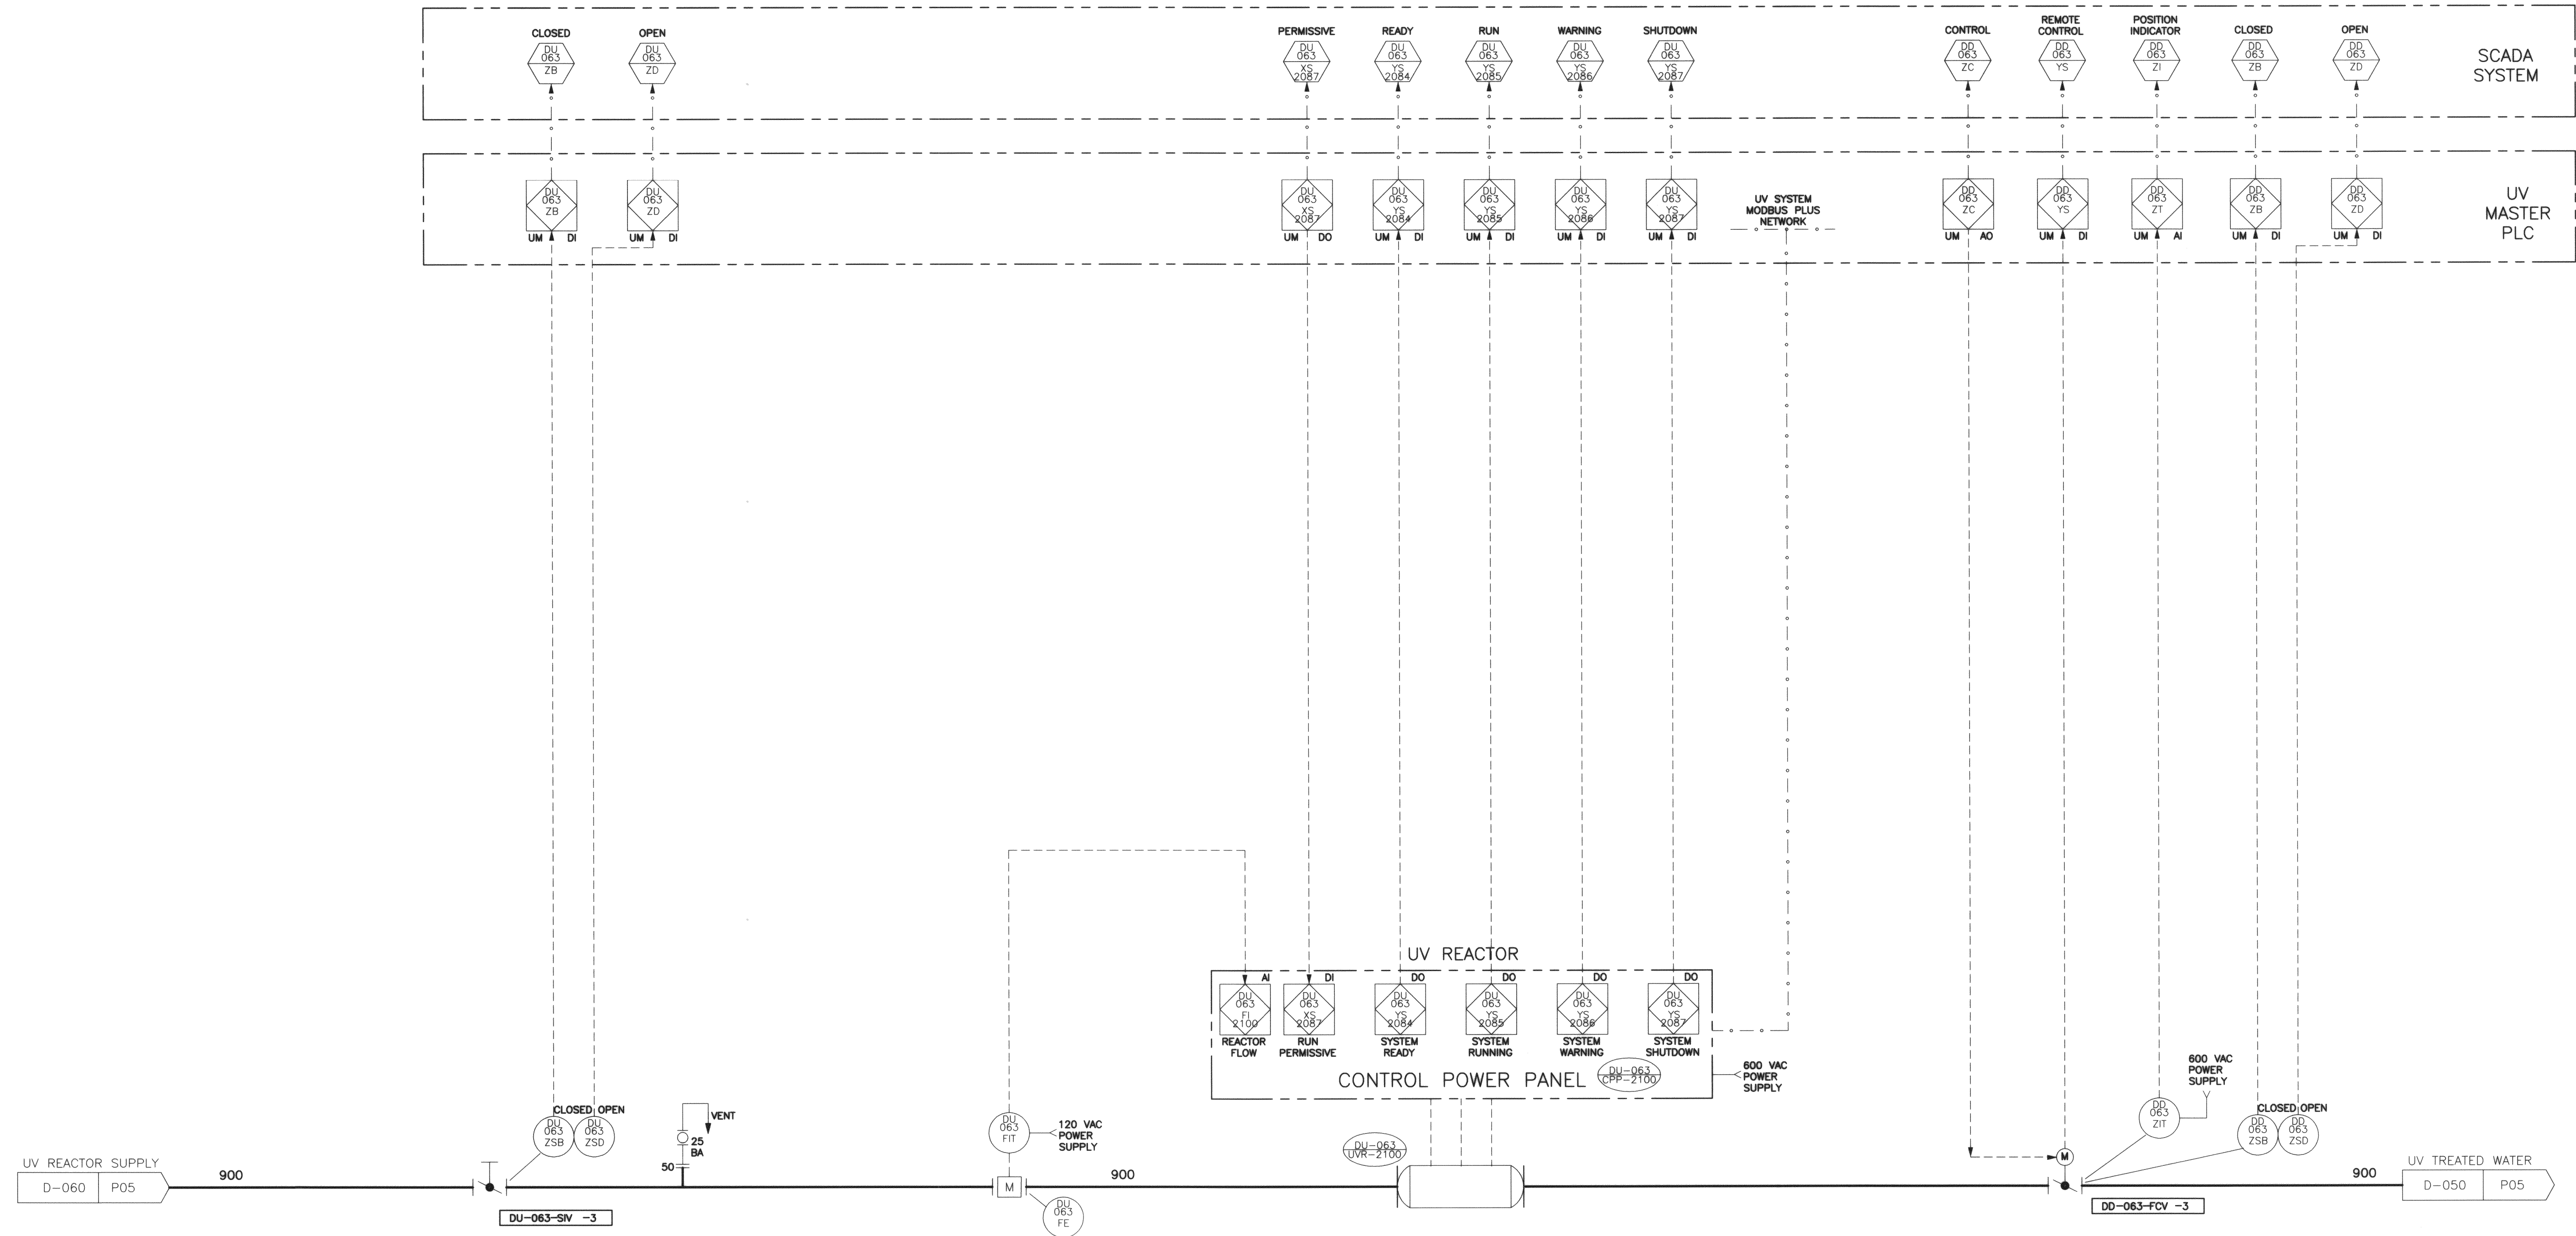 CLOSED
DU
063
ZB
OPEN
DU
063
ZD
PERMISSIVE
DU
063
XS
2087
READY
DU
063
YS
2084
RUN
DU
063
YS
2085
WARNING
DU
063
YS
2086
SHUTDOWN
DU
063
YS
2087
CONTROL
DD
063
ZC
REMOTE
CONTROL
DD
063
YS
POSITION
INDICATOR
DD
063
ZI
CLOSED
DD
063
ZB
OPEN
DD
063
ZD
SCADA
SYSTEM
DU
063
ZB
UM DI
DU
063
ZD
UM DI
DU
063
XS
2087
UM DO
DU
063
YS
2084
UM DI
DU
063
YS
2085
UM DI
DU
063
YS
2086
UM DI
DU
063
YS
2087
UM DI
UV SYSTEM
MODBUS PLUS
NETWORK
DD
063
ZC
UM AO
DD
063
YS
UM DI
DD
063
ZT
UM AI
DD
063
ZB
UM DI
DD
063
ZD
UM DI
UV
MASTER
PLC
UV REACTOR
AI
DU
063
FI
2100
REACTOR
FLOW
DI
DU
063
XS
2087
RUN
PERMISSIVE
DO
DU
063
YS
2084
SYSTEM
READY
DO
DU
063
YS
2085
SYSTEM
RUNNING
DO
DU
063
YS
2086
SYSTEM
WARNING
DO
DU
063
YS
2087
SYSTEM
SHUTDOWN
CONTROL POWER PANEL
DU-063
CPP-2100
600 VAC
POWER
SUPPLY
UV REACTOR SUPPLY
D-060 P05
900
CLOSED OPEN
DU
063
ZSB
DU
063
ZSD
DU-063-SIV -3
VENT
25
BA
50
DU
063
FIT
120 VAC
POWER
SUPPLY
M
DU
063
FE
900
DU-063
UVR-2100
M
DD
063
ZIT
600 VAC
POWER
SUPPLY
CLOSED OPEN
DD
063
ZSB
DD
063
ZSD
DD-063-FCV -3
900
UV TREATED WATER
D-050 P05